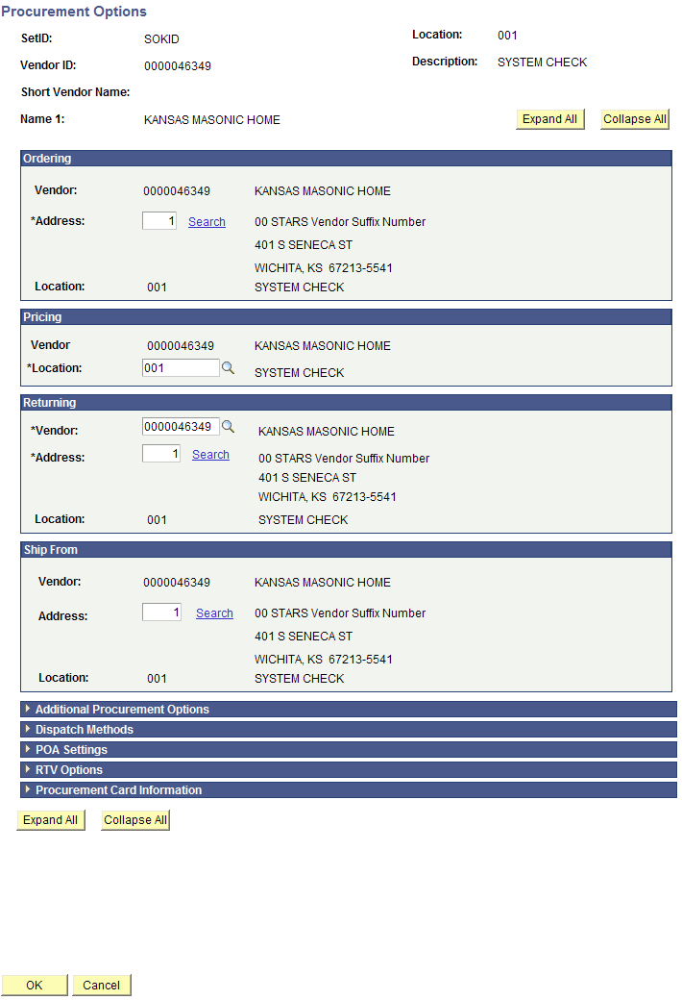 Procurement Options
SetID: SOKID Location: 001
Vendor ID: 0000046349 Description: SYSTEM CHECK
Short Vendor Name:
Name 1: KANSAS MASONIC HOME Expand All Collapse All
Ordering
Vendor: 0000046349 KANSAS MASONIC HOME
*Address: 1 Search 00 STARS Vendor Suffix Number
401 S SENECA ST
WICHITA, KS 67213-5541
Location: 001 SYSTEM CHECK
Pricing
Vendor 0000046349 KANSAS MASONIC HOME
*Location: 001 SYSTEM CHECK
Returning
*Vendor: 0000046349 KANSAS MASONIC HOME
*Address: 1 Search 00 STARS Vendor Suffix Number
401 S SENECA ST
WICHITA, KS 67213-5541
Location: 001 SYSTEM CHECK
Ship From
Vendor: 0000046349 KANSAS MASONIC HOME
Address: 1 Search 00 STARS Vendor Suffix Number
401 S SENECA ST
WICHITA, KS 67213-5541
Location: 001 SYSTEM CHECK
Additional Procurement Options
Dispatch Methods
POA Settings
RTV Options
Procurement Card Information
Expand All Collapse All
OK Cancel